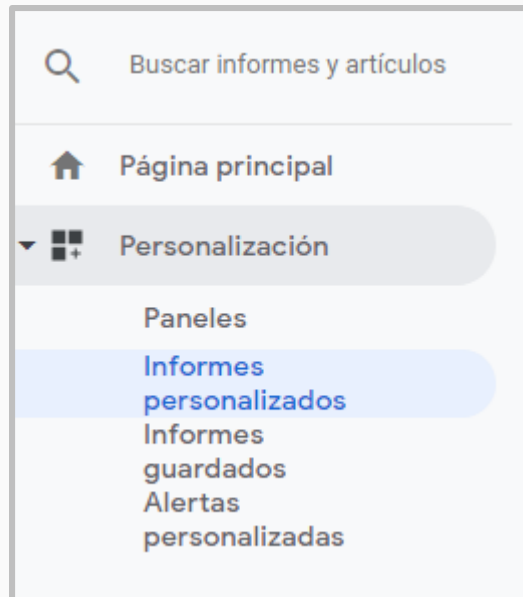 Buscar informes y artículos
Página principal
Personalización
Paneles
Informes
personalizados
Informes
guardados
Alertas
personalizadas